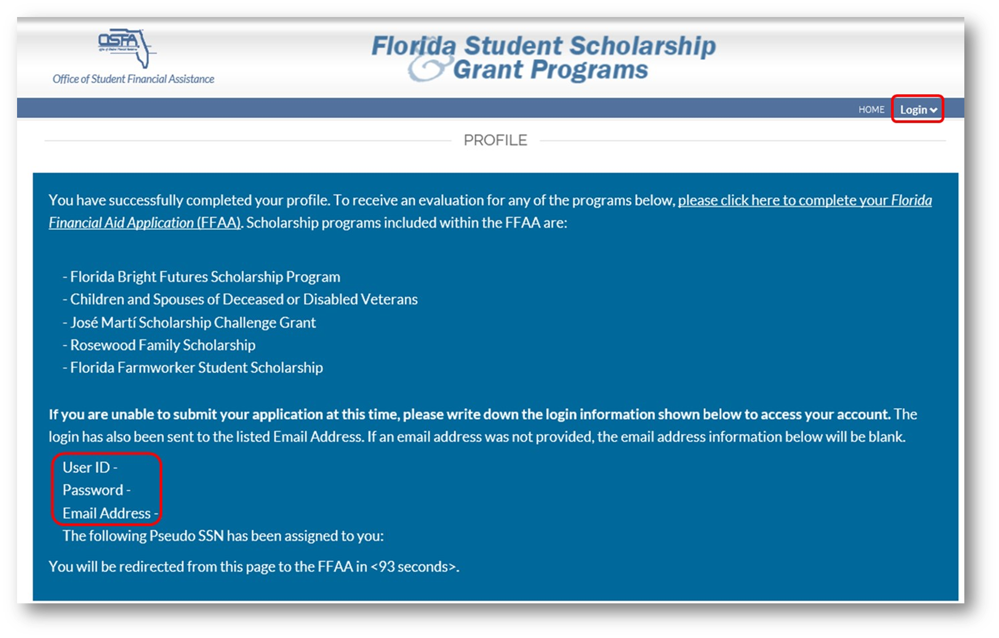 OSFA
Office of Student Financial Assistance
Florida Student Scholarship
& Grant Programs
HOME Login
PROFILE
You have successfully completed your profile. To receive an evaluation for any of the programs below, please click here to complete your Florida
Financial Aid Application (FFAA). Scholarship programs included within the FFAA are:
- Florida Bright Futures Scholarship Program
- Children and Spouses of Deceased or Disabled Veterans
- José Martí Scholarship Challenge Grant
- Rosewood Family Scholarship
- Florida Farmworker Student Scholarship
If you are unable to submit your application at this time, please write down the login information shown below to access your account. The
login has also been sent to the listed Email Address. If an email address was not provided, the email address information below will be blank.
User ID -
Password -
Email Address -
The following Pseudo SSN has been assigned to you:
You will be redirected from this page to the FFAA in <93 seconds>.